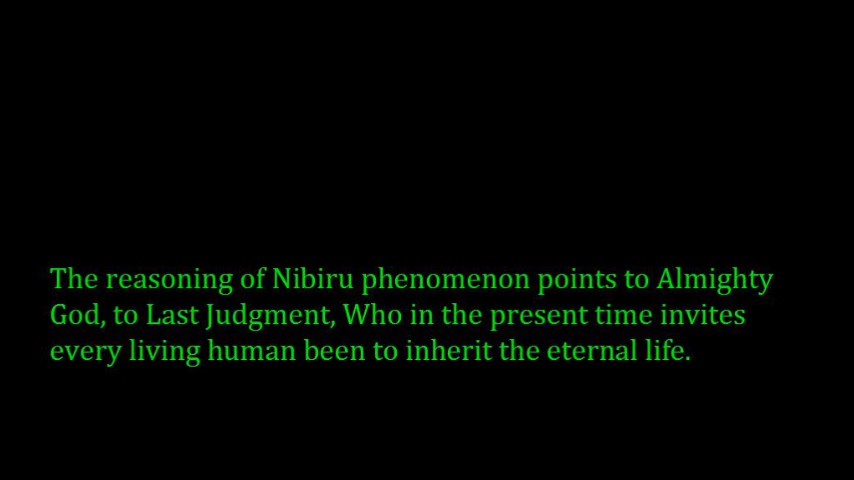 The reasoning of Nibiru phenomenon points to Almighty
God, to Last Judgment, Who in the present time invites
every living human been to inherit the eternal life.